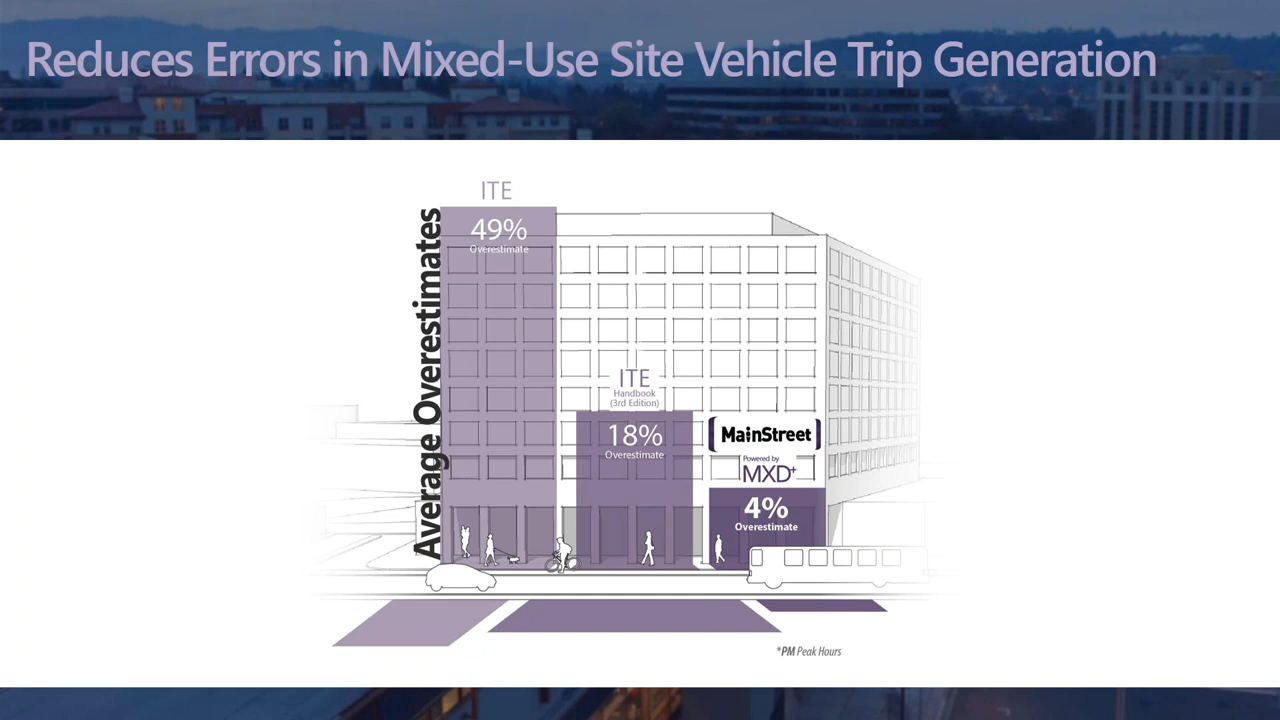 Reduces Errors in Mixed-Use Site Vehicle Trip Generation
Average Overestimates
ITE
49%
Overestimate
ITE
Handbook
(3rd Edition)
18%
Overestimate
[MainStreet]
Powered by
MXD+
4%
Overestimate
*PM Peak Hours